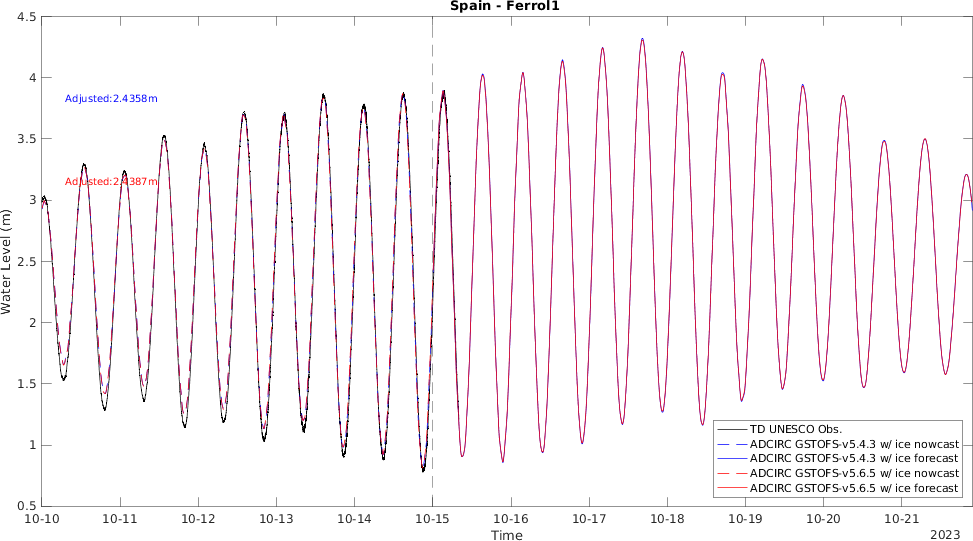 Spain - Ferrol1
4.5
4
3.5
3
2.5
2
1.5
1
0.5
Water Level (m)
Adjusted:2.4358m
Adjusted:2.4387m
TD UNESCO Obs.
ADCIRC GSTOFS-v5.4.3 w/ ice nowcast
ADCIRC GSTOFS-v5.4.3 w/ ice forecast
ADCIRC GSTOFS-v5.6.5 w/ ice nowcast
ADCIRC GSTOFS-v5.6.5 w/ ice forecast
10-10 10-11 10-12 10-13 10-14 10-15 10-16 10-17 10-18 10-19 10-20 10-21
Time
2023